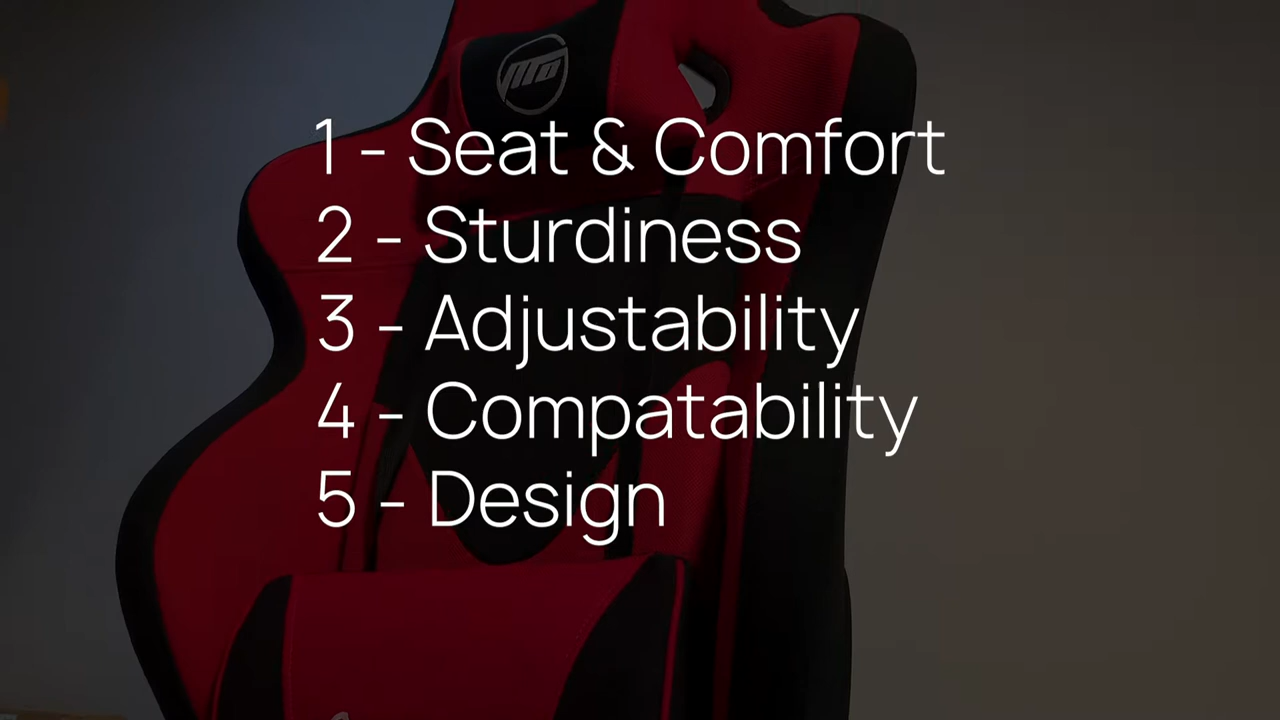 1 - Seat & Comfort
2 - Sturdiness
3 - Adjustability
4 - Compatability
5 - Design